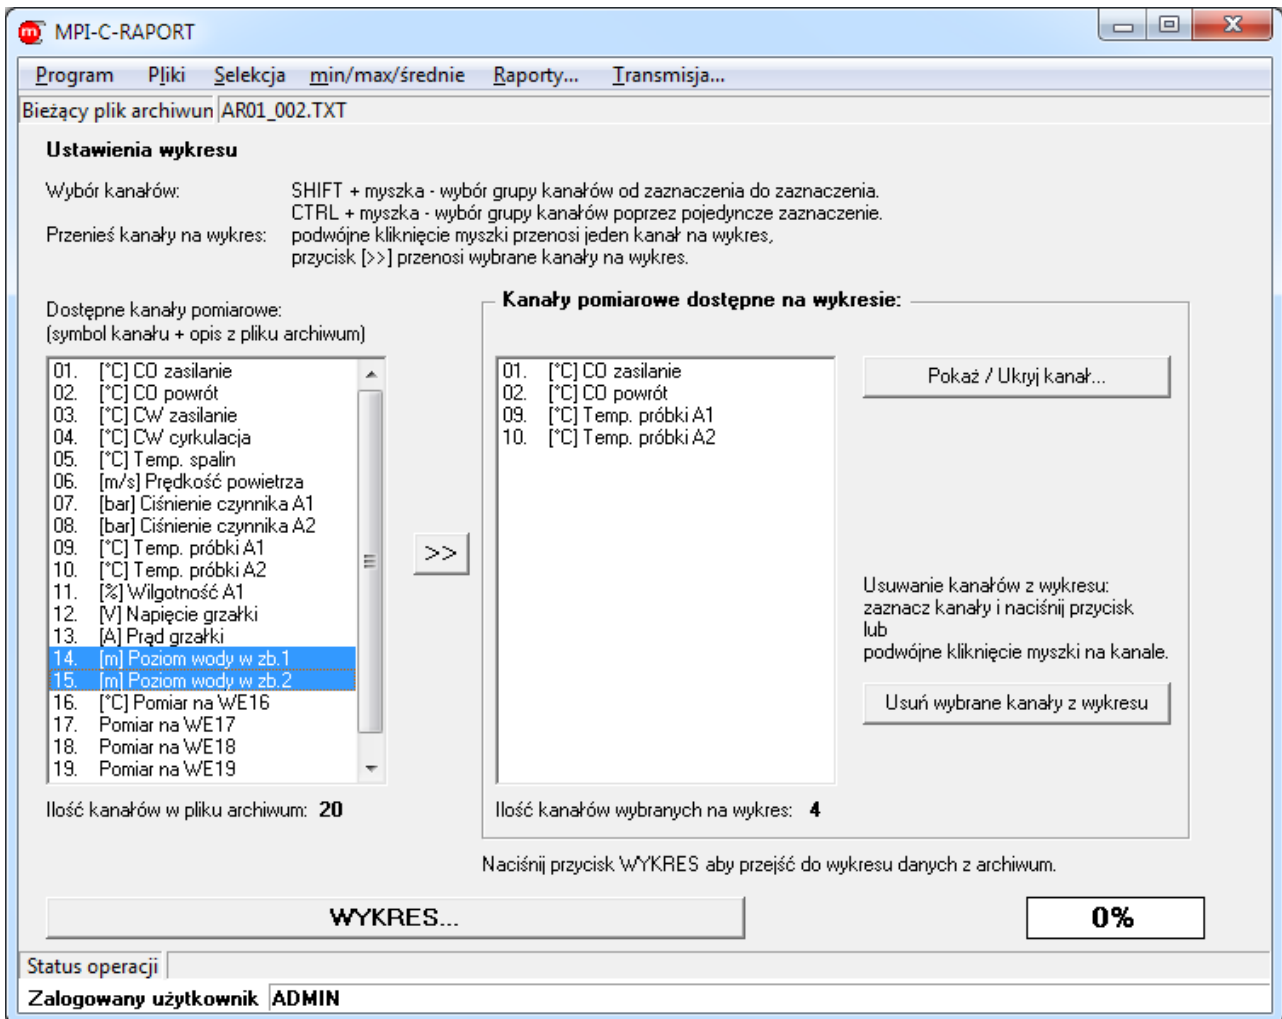 MPI-C-RAPORT
Program Pliki Selekcja min/max/średnie Raporty... Transmisja...
Bieżący plik archiwun AR01_002.TXT
Ustawienia wykresu
Wybór kanałów: SHIFT + myszka - wybór grupy kanałów od zaznaczenia do zaznaczenia.
CTRL + myszka - wybór grupy kanałów poprzez pojedyncze zaznaczenie.
Przenieś kanały na wykres: podwójne kliknięcie myszki przenosi jeden kanał na wykres,
przycisk [>>] przenosi wybrane kanały na wykres.
Dostępne kanały pomiarowe:
(symbol kanału + opis z pliku archiwum)
01. [°C] CO zasilanie
02. [°C] CO powrót
03. [°C] CW zasilanie
04. [°C] CW cyrkulacja
05. [°C] Temp. spalin
06. [m/s] Prędkość powietrza
07. [bar] Ciśnienie czynnika A1
08. [bar] Ciśnienie czynnika A2
09. [°C] Temp. próbki A1
10. [°C] Temp. próbki A2
11. [%] Wilgotność A1
12. [V] Napięcie grzałki
13. [A] Prąd grzałki
14. [m] Poziom wody w zb.1
15. [m] Poziom wody w zb.2
16. [°C] Pomiar na WE16
17. Pomiar na WE17
18. Pomiar na WE18
19. Pomiar na WE19
Ilość kanałów w pliku archiwum: 20
>>
Kanały pomiarowe dostępne na wykresie:
01. [°C] CO zasilanie
02. [°C] CO powrót
09. [°C] Temp. próbki A1
10. [°C] Temp. próbki A2
Ilość kanałów wybranych na wykres: 4
Pokaż / Ukryj kanał...
Usuwanie kanałów z wykresu:
zaznacz kanały i naciśnij przycisk
lub
podwójne kliknięcie myszki na kanale.
Usuń wybrane kanały z wykresu
Naciśnij przycisk WYKRES aby przejść do wykresu danych z archiwum.
WYKRES...
0%
Status operacji
Zalogowany użytkownik ADMIN